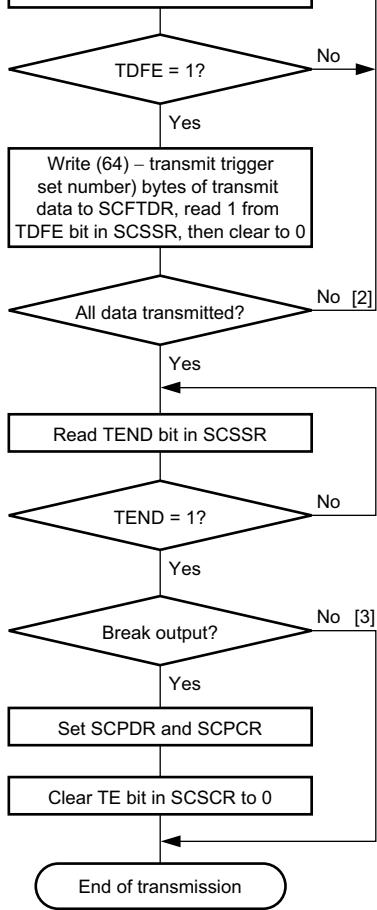 TDFE = 1?
No
Yes
Write (64) – transmit trigger
set number) bytes of transmit
data to SCFTDR, read 1 from
TDFE bit in SCSSR, then clear to 0
All data transmitted?
No [2]
Yes
Read TEND bit in SCSSR
TEND = 1?
No
Yes
Break output?
No [3]
Yes
Set SCPDR and SCPCR
Clear TE bit in SCSCR to 0
End of transmission